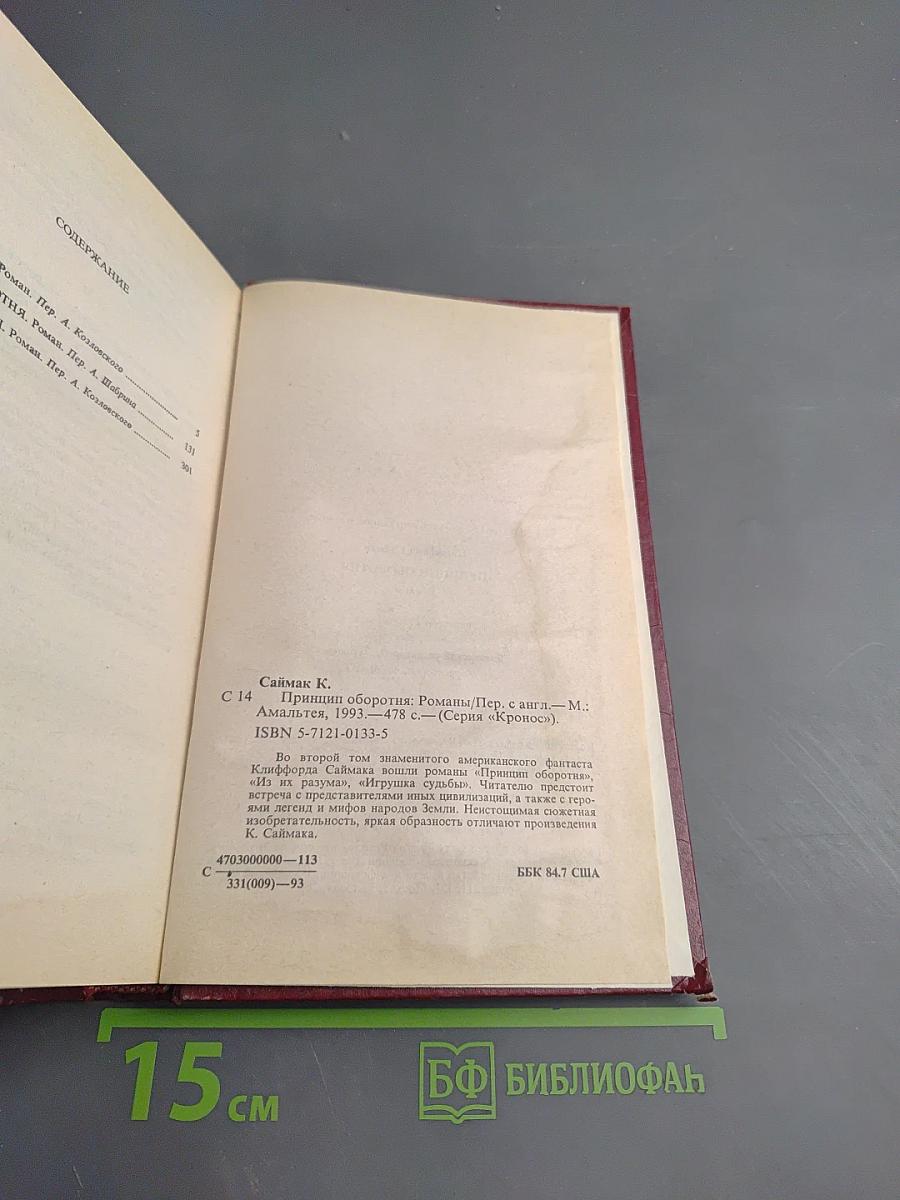 СОДЕРЖАНИЕ
Роман. Пер. А. Козловского ........ 5
Роман. Пер. А. Шабрина ........ 131
Роман. Пер. А. Козловского ........ 301
Саймак К.
С 14 Принцип оборотня: Романы/Пер. с англ.— М.:
Амальтея, 1993.—478 с.— (Серия «Кронос»).
ISBN 5-7121-0133-5
Во второй том знаменитого американского фантаста
Клиффорда Саймака вошли романы «Принцип оборотня»,
«Из их разума», «Игрушка судьбы». Читателю предстоит
встреча с представителями иных цивилизаций, а также с геро-
ями легенд и мифов народов Земли. Неистощимая сюжетная
изобретательность, яркая образность отличают произведения
К. Саймака.
4703000000—113
С
331(009)—93
ББК 84.7 США
15 см
БФ БИБЛИОФАН